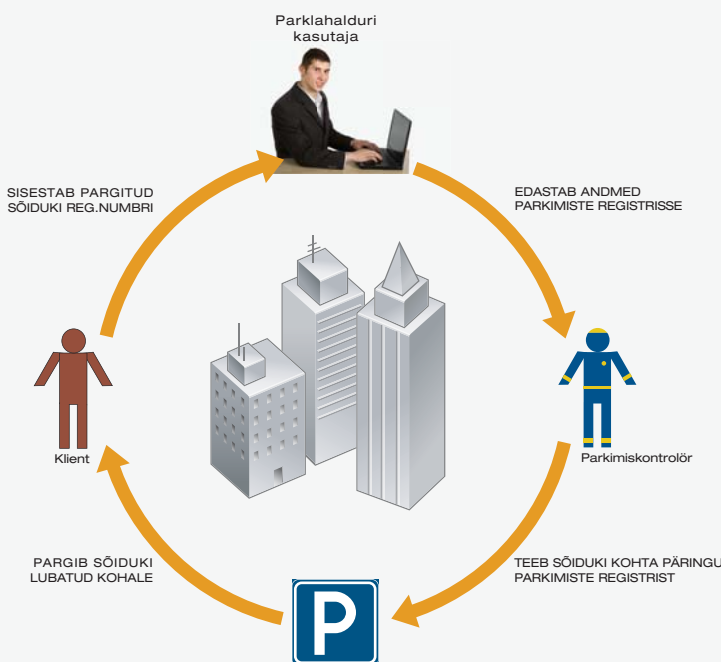 Parklahalduri
kasutaja
SISESTAB PARGITUD
SÕIDUKI REG.NUMBRI
EDASTAB ANDMED
PARKIMISTE REGISTRISSE
Klient
Parkimiskontrolör
PARGIB SÕIDUKI
LUBATUD KOHALE
TEEB SÕIDUKI KOHTA PÄRINGU
PARKIMISTE REGISTRIST
P